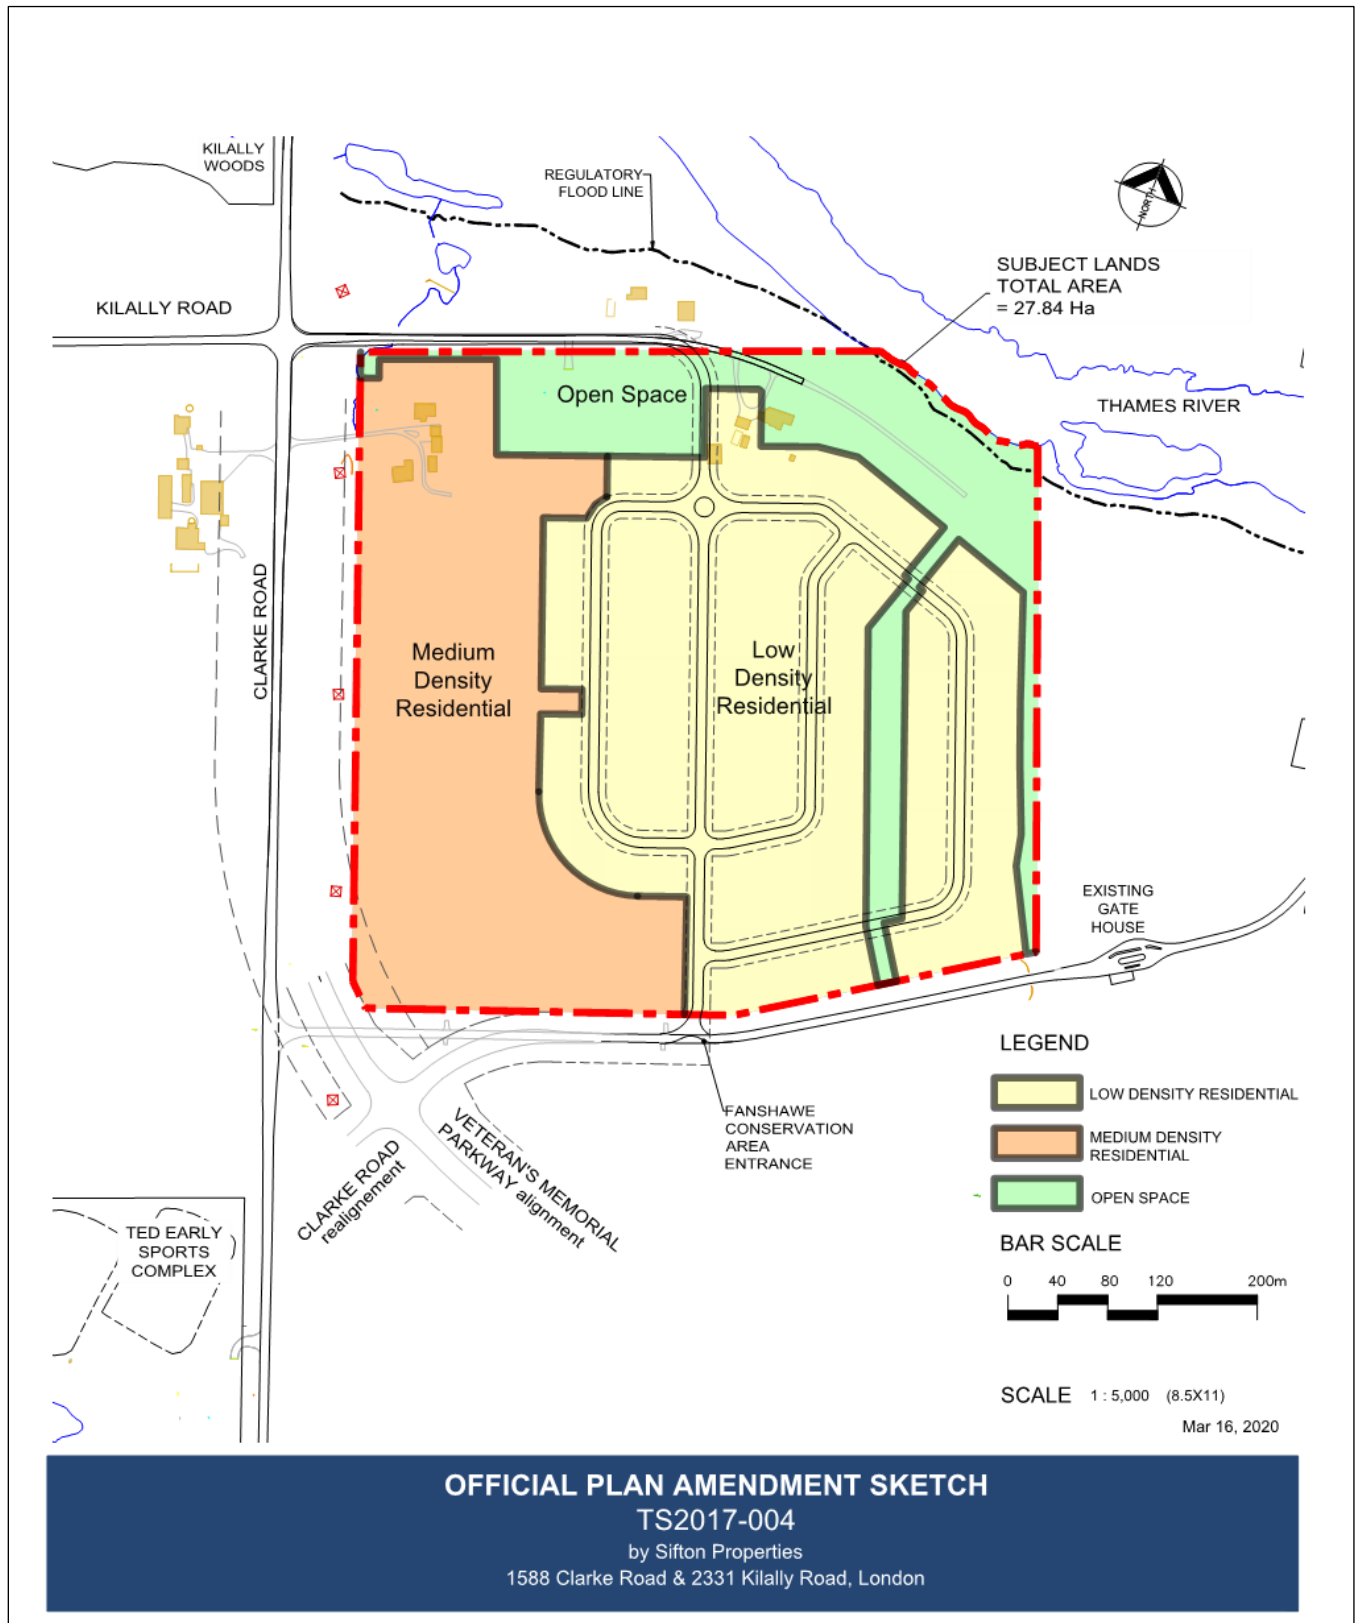 KILALLY
WOODS
REGULATORY
FLOOD LINE
NORTH
SUBJECT LANDS
TOTAL AREA
= 27.84 Ha
KILALLY ROAD
Open Space
THAMES RIVER
CLARKE ROAD
Medium
Density
Residential
Low
Density
Residential
EXISTING
GATE
HOUSE
FANSHAWE
CONSERVATION
AREA
ENTRANCE
CLARKE ROAD
realignement
VETERAN'S MEMORIAL
PARKWAY alignment
TED EARLY
SPORTS
COMPLEX
LEGEND
LOW DENSITY RESIDENTIAL
MEDIUM DENSITY
RESIDENTIAL
OPEN SPACE
BAR SCALE
0 40 80 120 200m
SCALE 1 : 5,000 (8.5X11)
Mar 16, 2020
OFFICIAL PLAN AMENDMENT SKETCH
TS2017-004
by Sifton Properties
1588 Clarke Road & 2331 Kilally Road, London